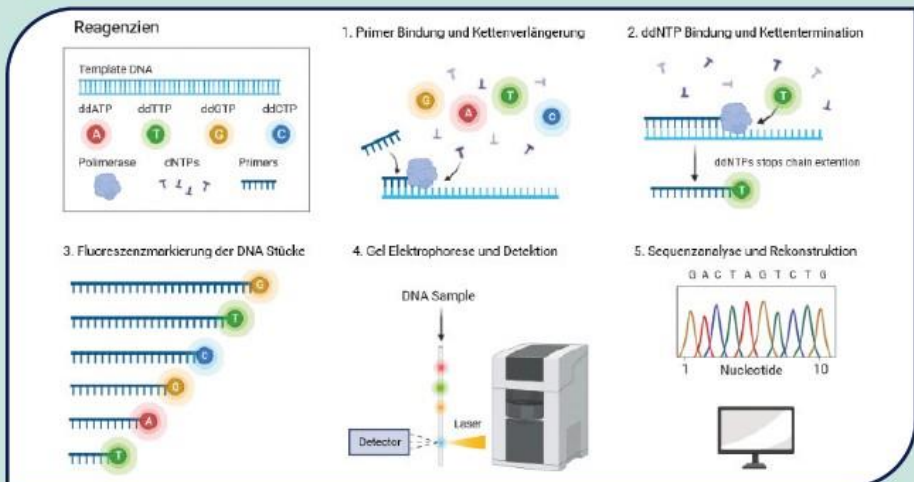 Reagenzien
Template DNA
ddATP ddTTP ddGTP ddCTP
A T G C
Polimerase dNTPs Primers
1. Primer Bindung und Kettenverlängerung
G A T C
2. ddNTP Bindung und Kettentermination
T
ddNTPs stops chain extention
T
3. Fluoreszenzmarkierung der DNA Stücke
G
T
C
G
A
T
4. Gel Elektrophorese und Detektion
DNA Sample
Laser
Detector
5. Sequenzanalyse und Rekonstruktion
G A C T A G T C T G
1 Nucleotide 10